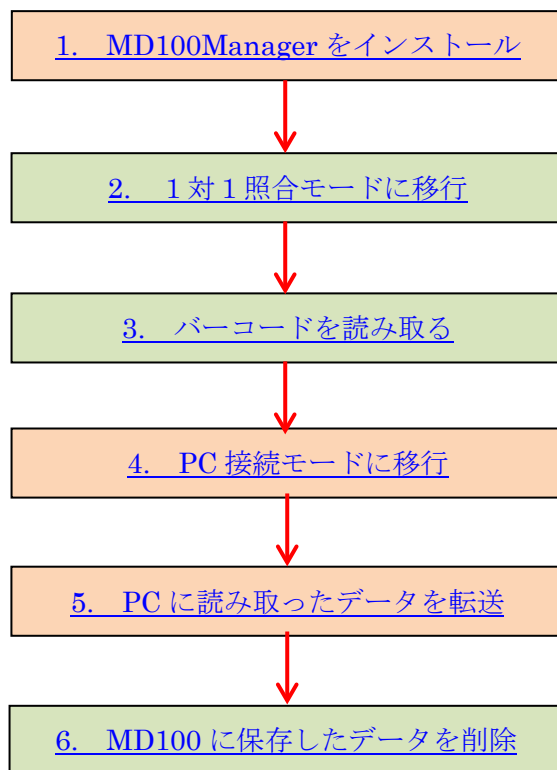 1.　MD100Manager をインストール
2.　１対１照合モードに移行
3.　バーコードを読み取る
4.　PC 接続モードに移行
5.　PC に読み取ったデータを転送
6.　MD100 に保存したデータを削除